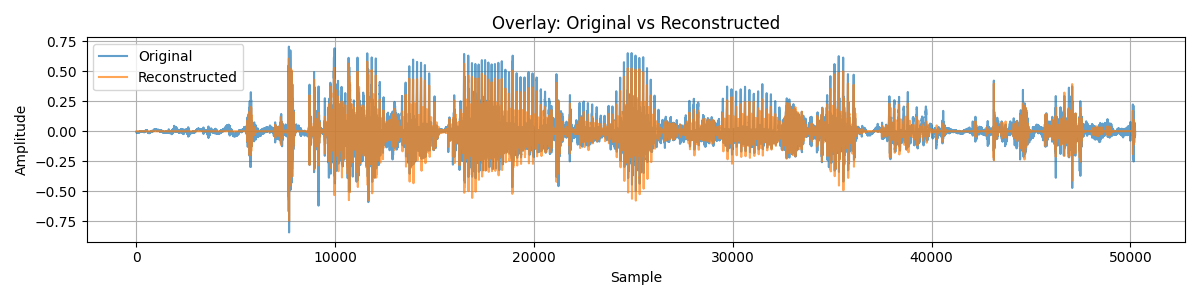 Overlay: Original vs Reconstructed
Original
Reconstructed
Amplitude
0.75
0.50
0.25
0.00
−0.25
−0.50
−0.75
0 10000 20000 30000 40000 50000
Sample